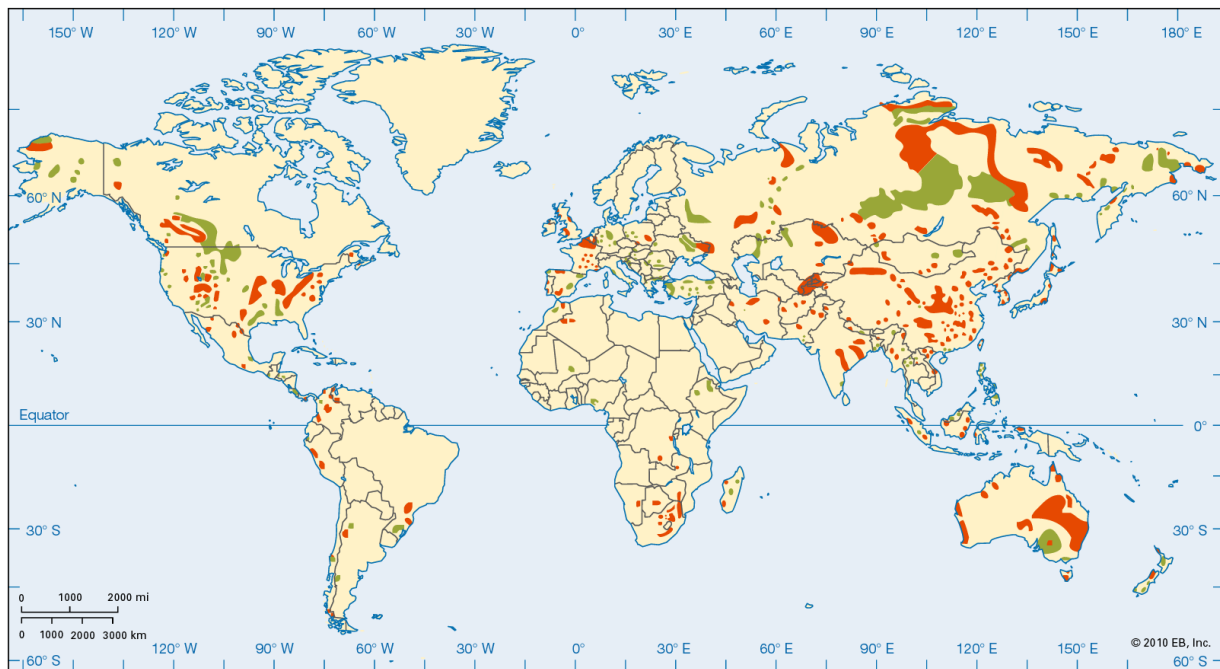 150° W 120° W 90° W 60° W 30° W 0° 30° E 60° E 90° E 120° E 150° E
60° N 60° N
30° N 30° N
Equator 0°
30° S 30° S
0 1000 2000 mi
0 1000 2000 3000 km
© 2010 EB, Inc.
120° W 90° W 60° W 30° W 0° 30° E 60° E 90° E 120° E 150° E
60° S 60° S